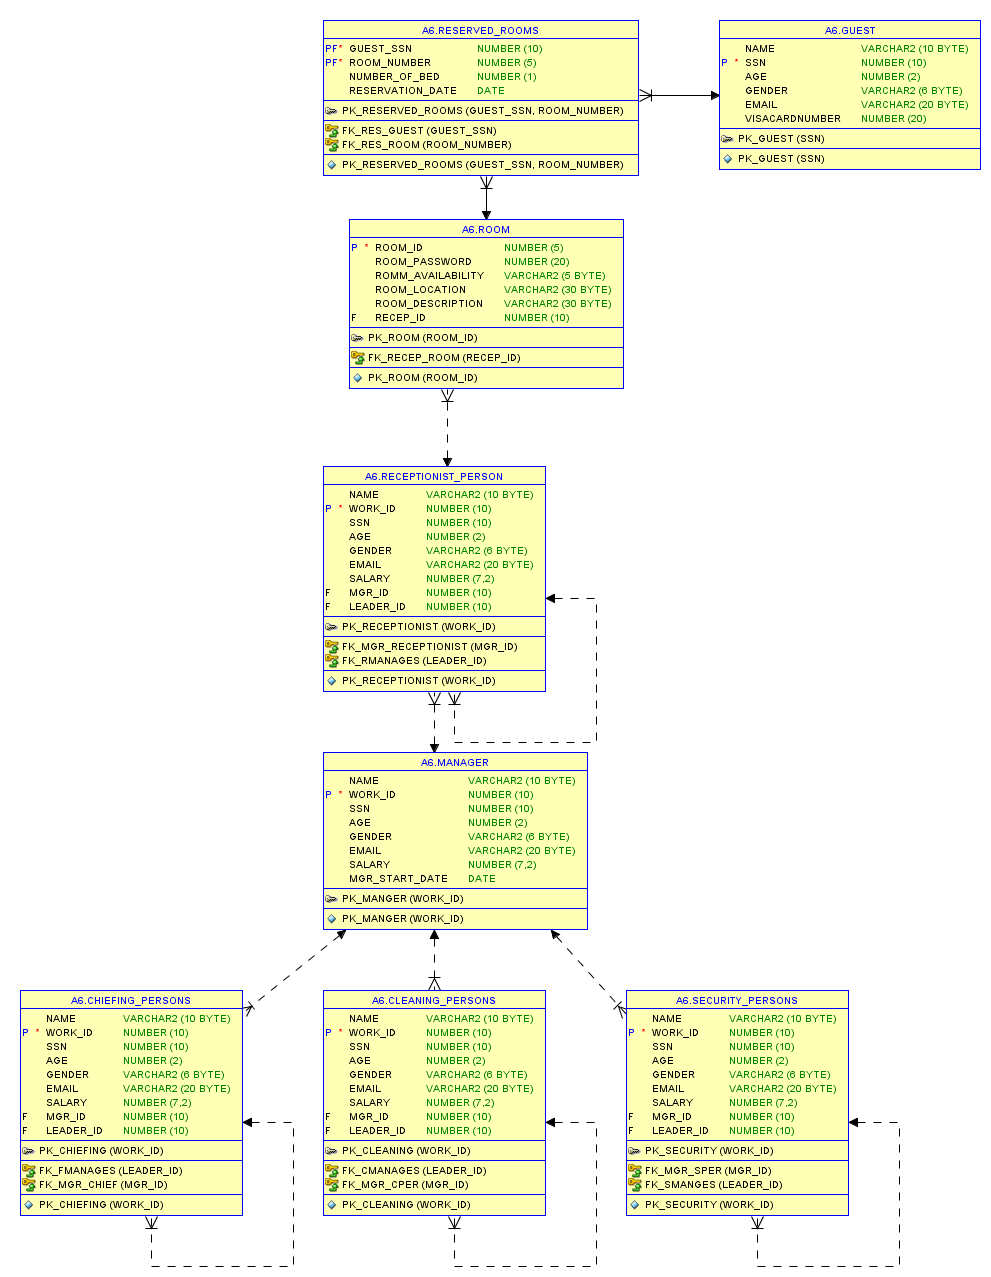 A6.RESERVED_ROOMS
PF* GUEST_SSN NUMBER (10)
PF* ROOM_NUMBER NUMBER (5)
NUMBER_OF_BED NUMBER (1)
RESERVATION_DATE DATE
PK_RESERVED_ROOMS (GUEST_SSN, ROOM_NUMBER)
FK_RES_GUEST (GUEST_SSN)
FK_RES_ROOM (ROOM_NUMBER)
PK_RESERVED_ROOMS (GUEST_SSN, ROOM_NUMBER)
A6.GUEST
NAME VARCHAR2 (10 BYTE)
P * SSN NUMBER (10)
AGE NUMBER (2)
GENDER VARCHAR2 (6 BYTE)
EMAIL VARCHAR2 (20 BYTE)
VISACARDNUMBER NUMBER (20)
PK_GUEST (SSN)
PK_GUEST (SSN)
A6.ROOM
P * ROOM_ID NUMBER (5)
ROOM_PASSWORD NUMBER (20)
ROMM_AVAILABILITY VARCHAR2 (5 BYTE)
ROOM_LOCATION VARCHAR2 (30 BYTE)
ROOM_DESCRIPTION VARCHAR2 (30 BYTE)
F RECEP_ID NUMBER (10)
PK_ROOM (ROOM_ID)
FK_RECEP_ROOM (RECEP_ID)
PK_ROOM (ROOM_ID)
A6.RECEPTIONIST_PERSON
NAME VARCHAR2 (10 BYTE)
P * WORK_ID NUMBER (10)
SSN NUMBER (10)
AGE NUMBER (2)
GENDER VARCHAR2 (6 BYTE)
EMAIL VARCHAR2 (20 BYTE)
SALARY NUMBER (7,2)
F MGR_ID NUMBER (10)
F LEADER_ID NUMBER (10)
PK_RECEPTIONIST (WORK_ID)
FK_MGR_RECEPTIONIST (MGR_ID)
FK_RMANAGES (LEADER_ID)
PK_RECEPTIONIST (WORK_ID)
A6.MANAGER
NAME VARCHAR2 (10 BYTE)
P * WORK_ID NUMBER (10)
SSN NUMBER (10)
AGE NUMBER (2)
GENDER VARCHAR2 (6 BYTE)
EMAIL VARCHAR2 (20 BYTE)
SALARY NUMBER (7,2)
MGR_START_DATE DATE
PK_MANGER (WORK_ID)
PK_MANGER (WORK_ID)
A6.CHIEFING_PERSONS
NAME VARCHAR2 (10 BYTE)
P * WORK_ID NUMBER (10)
SSN NUMBER (10)
AGE NUMBER (2)
GENDER VARCHAR2 (6 BYTE)
EMAIL VARCHAR2 (20 BYTE)
SALARY NUMBER (7,2)
F MGR_ID NUMBER (10)
F LEADER_ID NUMBER (10)
PK_CHIEFING (WORK_ID)
FK_FMANAGES (LEADER_ID)
FK_MGR_CHIEF (MGR_ID)
PK_CHIEFING (WORK_ID)
A6.CLEANING_PERSONS
NAME VARCHAR2 (10 BYTE)
P * WORK_ID NUMBER (10)
SSN NUMBER (10)
AGE NUMBER (2)
GENDER VARCHAR2 (6 BYTE)
EMAIL VARCHAR2 (20 BYTE)
SALARY NUMBER (7,2)
F MGR_ID NUMBER (10)
F LEADER_ID NUMBER (10)
PK_CLEANING (WORK_ID)
FK_CMANAGES (LEADER_ID)
FK_MGR_CPER (MGR_ID)
PK_CLEANING (WORK_ID)
A6.SECURITY_PERSONS
NAME VARCHAR2 (10 BYTE)
P * WORK_ID NUMBER (10)
SSN NUMBER (10)
AGE NUMBER (2)
GENDER VARCHAR2 (6 BYTE)
EMAIL VARCHAR2 (20 BYTE)
SALARY NUMBER (7,2)
F MGR_ID NUMBER (10)
F LEADER_ID NUMBER (10)
PK_SECURITY (WORK_ID)
FK_MGR_SPER (MGR_ID)
FK_SMANGES (LEADER_ID)
PK_SECURITY (WORK_ID)